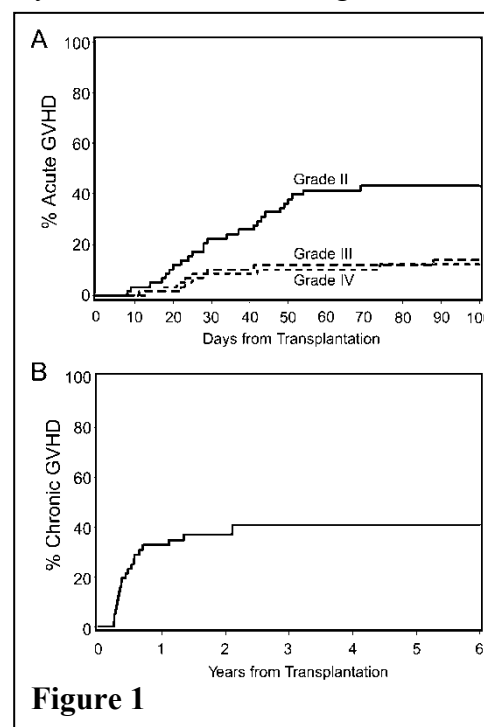 A
% Acute GVHD
100
80
60
40
20
0
Grade II
Grade III
Grade IV
0 10 20 30 40 50 60 70 80 90 100
Days from Transplantation
B
% Chronic GVHD
100
80
60
40
20
0
0 1 2 3 4 5 6
Years from Transplantation
Figure 1